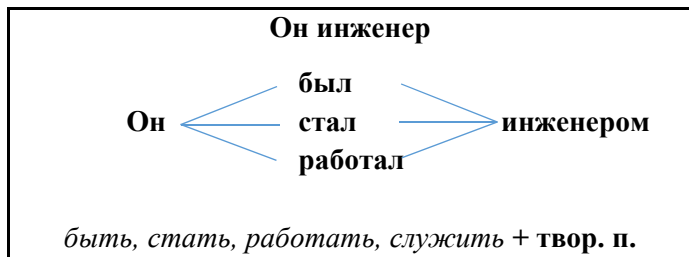 Он инженер
был
Он стал инженером
работал
быть, стать, работать, служить + твор. п.